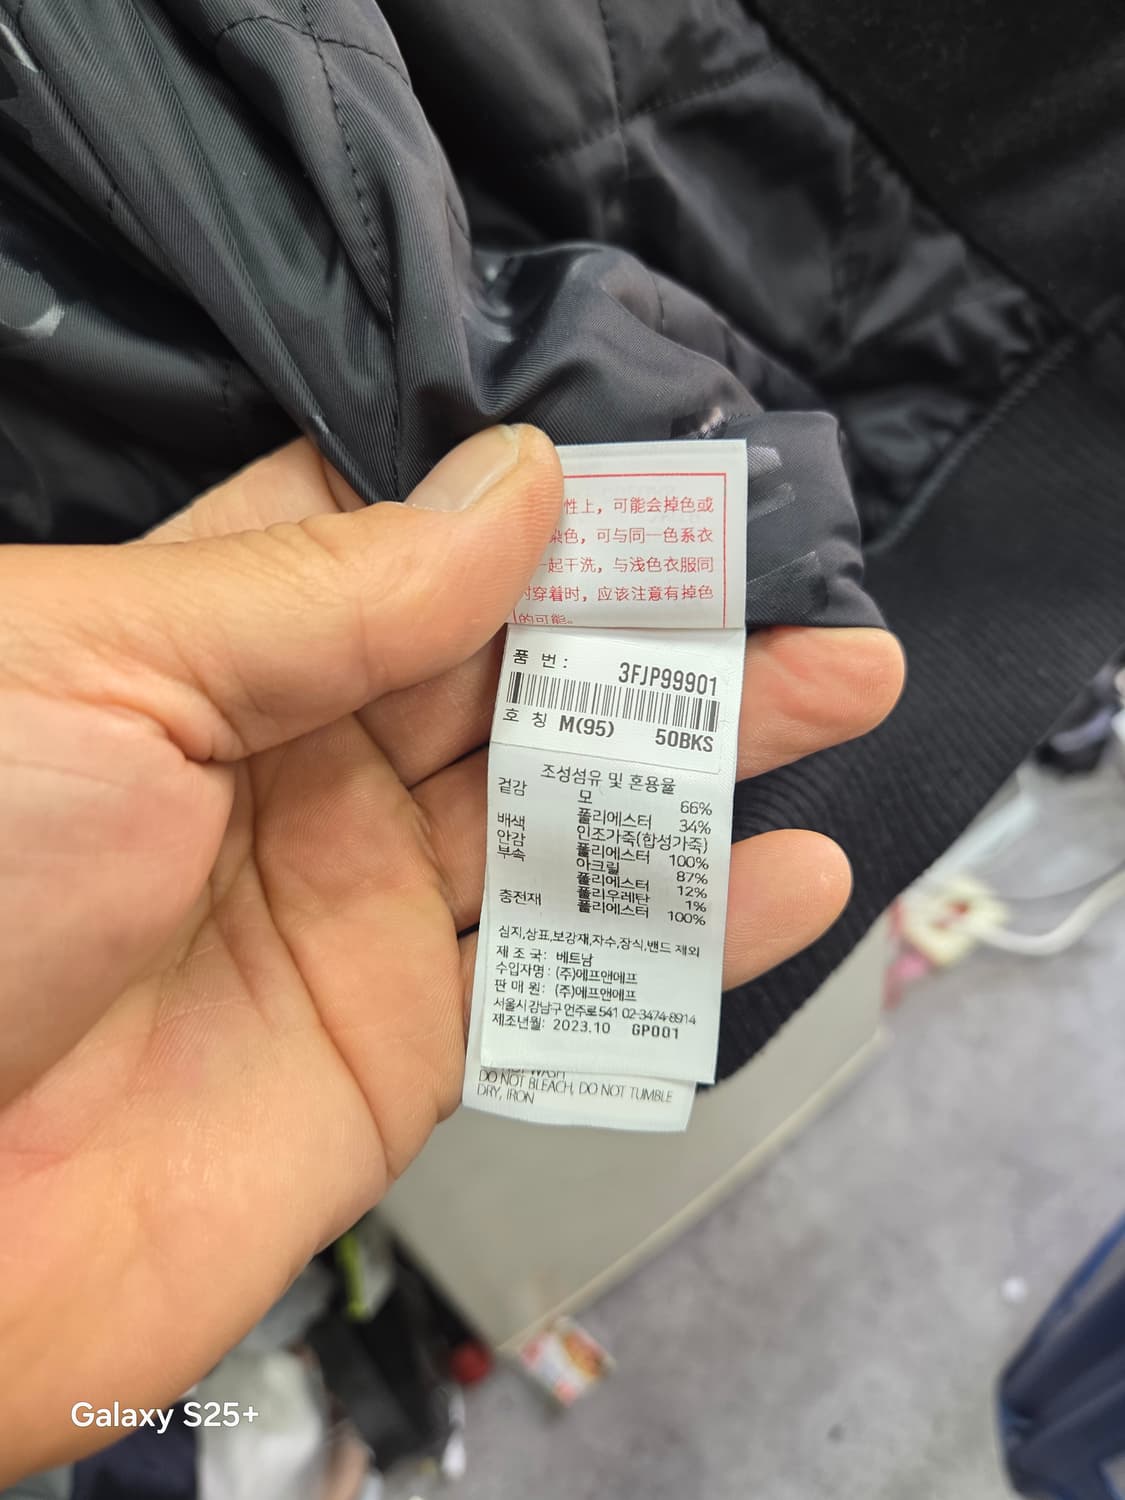 性上，可能会掉色或
染色，可与同一色系衣
一起干洗，与浅色衣服同
时穿着时，应该注意有掉色
的可能。
품 번: 3FJP99901
호 칭 M(95) 50BKS
조성섬유 및 혼용율
겉감 모 66%
폴리에스터 34%
배색 인조가죽(합성가죽)
안감 폴리에스터 100%
부속 아크릴 87%
폴리에스터 12%
폴리우레탄 1%
충전재 폴리에스터 100%
심지,상표,보강재,자수,장식,밴드 제외
제 조 국: 베트남
수입자명: (주)에프앤에프
판 매 원: (주)에프앤에프
서울시 강남구 언주로 541 02-3474-8914
제조년월: 2023.10 GP001
WASH
DO NOT BLEACH, DO NOT TUMBLE
DRY, IRON
Galaxy S25+